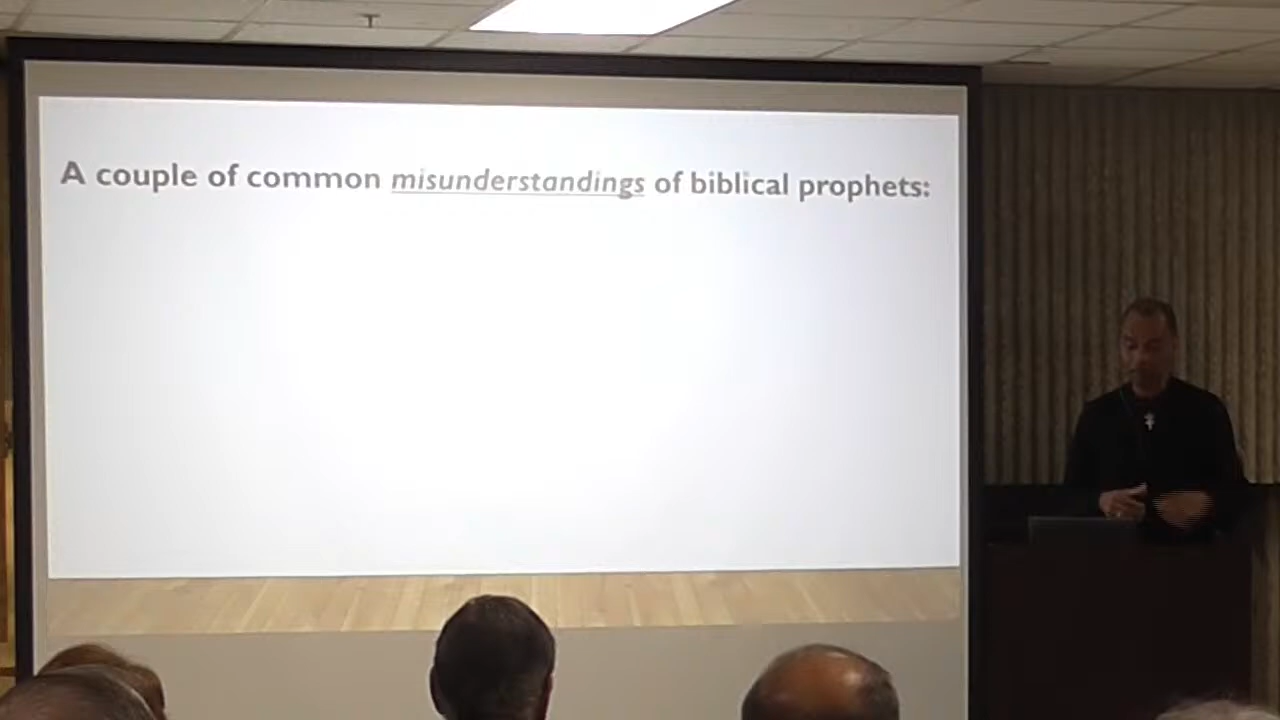 A couple of common misunderstandings of biblical prophets: